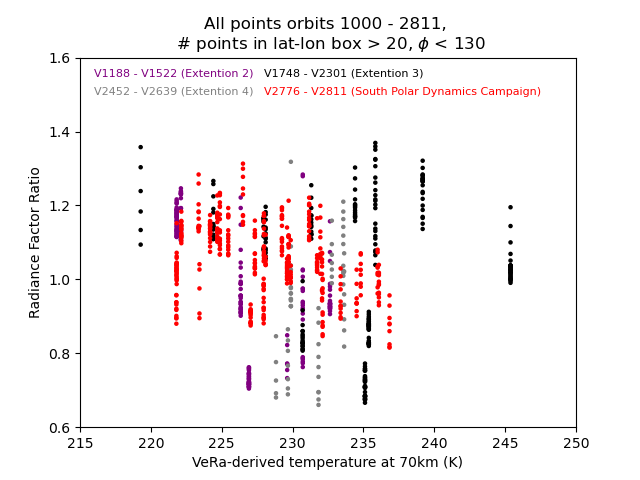 All points orbits 1000 - 2811,
# points in lat-lon box > 20, ϕ < 130
V1188 - V1522 (Extention 2) V1748 - V2301 (Extention 3)
V2452 - V2639 (Extention 4) V2776 - V2811 (South Polar Dynamics Campaign)
1.6
1.4
1.2
1.0
0.8
0.6
Radiance Factor Ratio
215 220 225 230 235 240 245 250
VeRa-derived temperature at 70km (K)